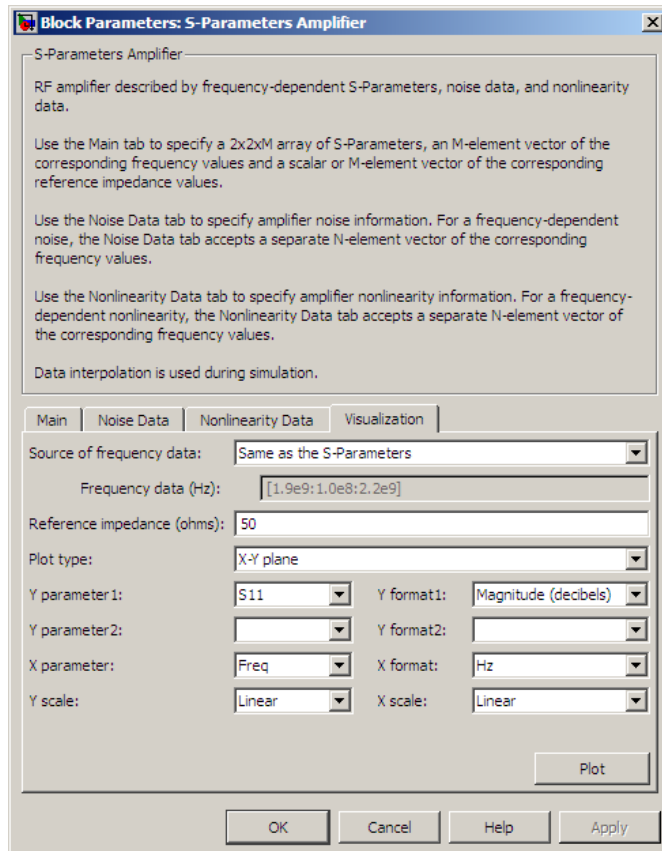 Block Parameters: S-Parameters Amplifier
S-Parameters Amplifier
RF amplifier described by frequency-dependent S-Parameters, noise data, and nonlinearity
data.
Use the Main tab to specify a 2x2xM array of S-Parameters, an M-element vector of the
corresponding frequency values and a scalar or M-element vector of the corresponding
reference impedance values.
Use the Noise Data tab to specify amplifier noise information. For a frequency-dependent
noise, the Noise Data tab accepts a separate N-element vector of the corresponding
frequency values.
Use the Nonlinearity Data tab to specify amplifier nonlinearity information. For a frequency-
dependent nonlinearity, the Nonlinearity Data tab accepts a separate N-element vector of
the corresponding frequency values.
Data interpolation is used during simulation.
Main Noise Data Nonlinearity Data Visualization
Source of frequency data: Same as the S-Parameters
Frequency data (Hz): [1.9e9:1.0e8:2.2e9]
Reference impedance (ohms): 50
Plot type: X-Y plane
Y parameter1: S11 Y format1: Magnitude (decibels)
Y parameter2: Y format2:
X parameter: Freq X format: Hz
Y scale: Linear X scale: Linear
Plot
OK Cancel Help Apply